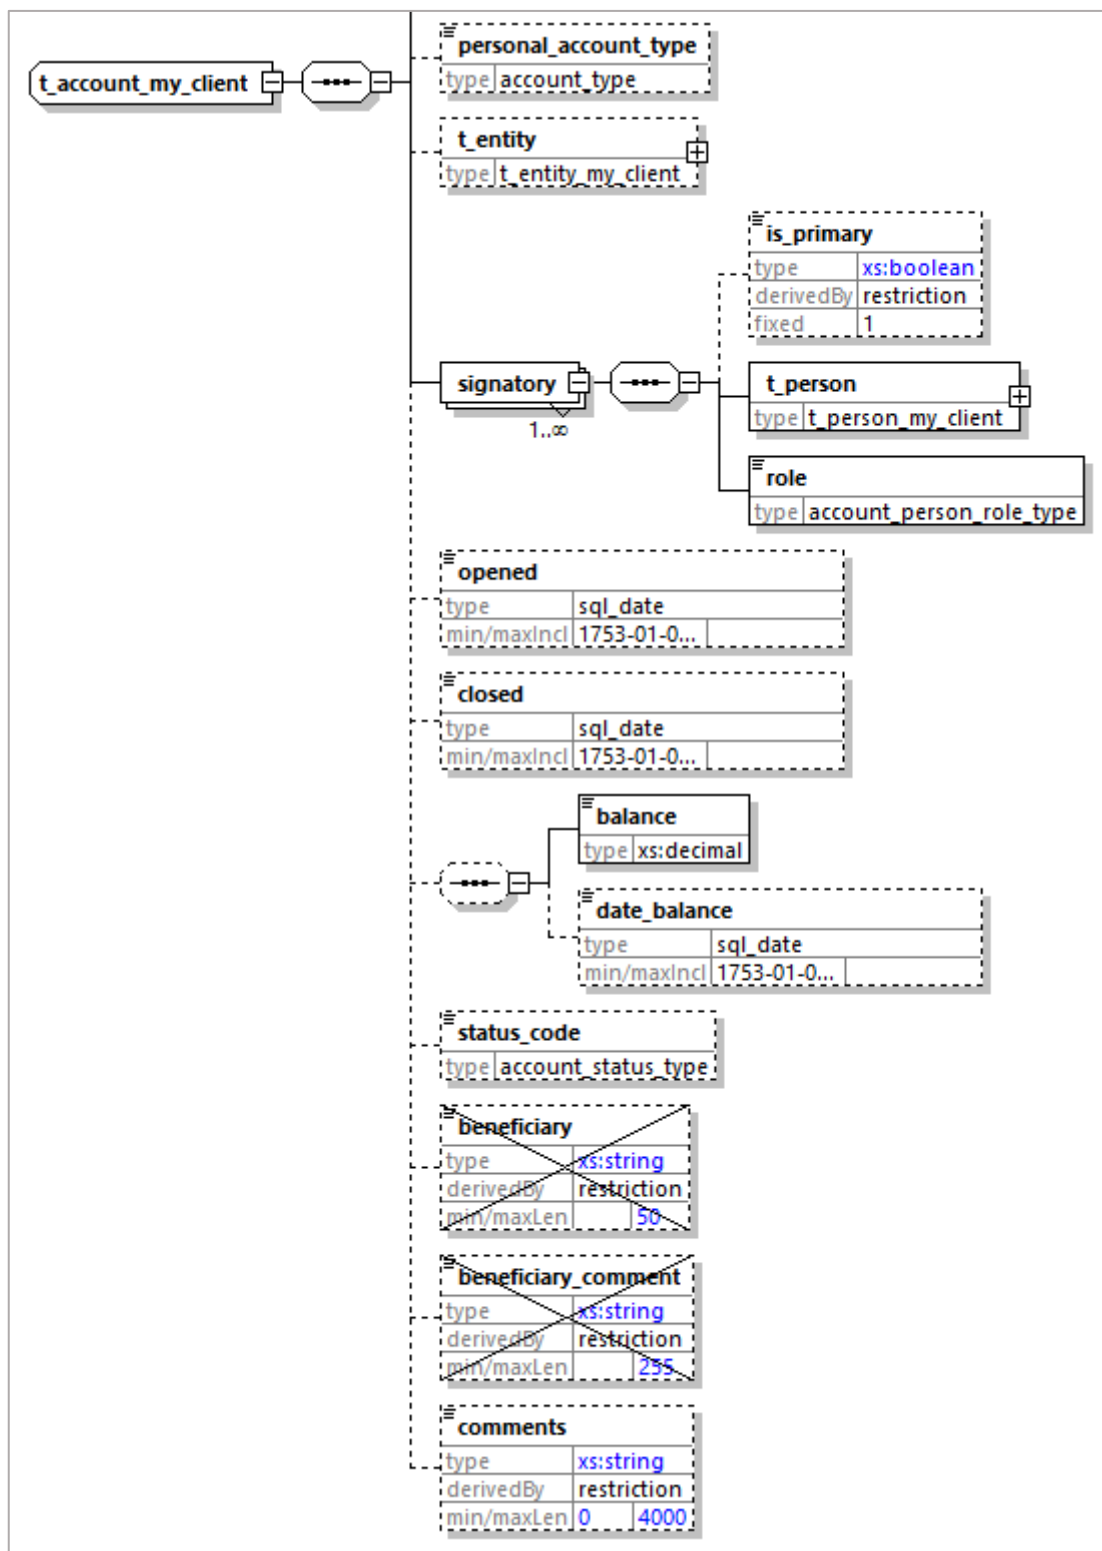 t_account_my_client
personal_account_type
type account_type
t_entity
type t_entity_my_client
is_primary
type xs:boolean
derivedBy restriction
fixed 1
signatory
1..∞
t_person
type t_person_my_client
role
type account_person_role_type
opened
type sql_date
min/maxIncl 1753-01-0...
closed
type sql_date
min/maxIncl 1753-01-0...
balance
type xs:decimal
date_balance
type sql_date
min/maxIncl 1753-01-0...
status_code
type account_status_type
beneficiary
type xs:string
derivedBy restriction
min/maxLen 50
beneficiary_comment
type xs:string
derivedBy restriction
min/maxLen 255
comments
type xs:string
derivedBy restriction
min/maxLen 0 4000